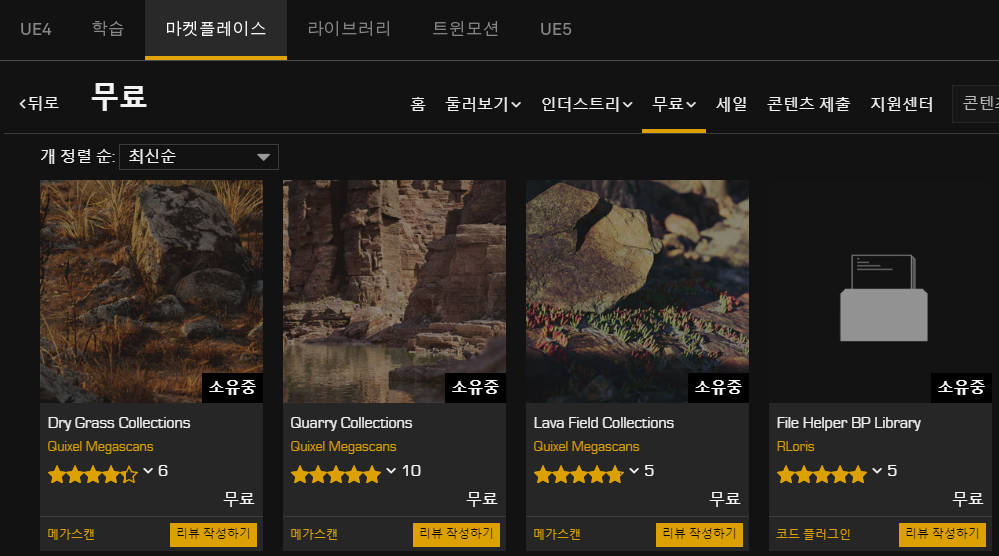 UE4 학습 마켓플레이스 라이브러리 트윈모션 UE5
뒤로 무료 홈 둘러보기 인더스트리 무료 세일 콘텐츠 제출 지원센터
개 정렬 순: 최신순
소유중 소유중 소유중 소유중
Dry Grass Collections Quarry Collections Lava Field Collections File Helper BP Library
Quixel Megascans Quixel Megascans Quixel Megascans RLoris
6 10 5 5
무료 무료 무료 무료
메가스캔 리뷰 작성하기 메가스캔 리뷰 작성하기 메가스캔 리뷰 작성하기 코드 플러그인 리뷰 작성하기